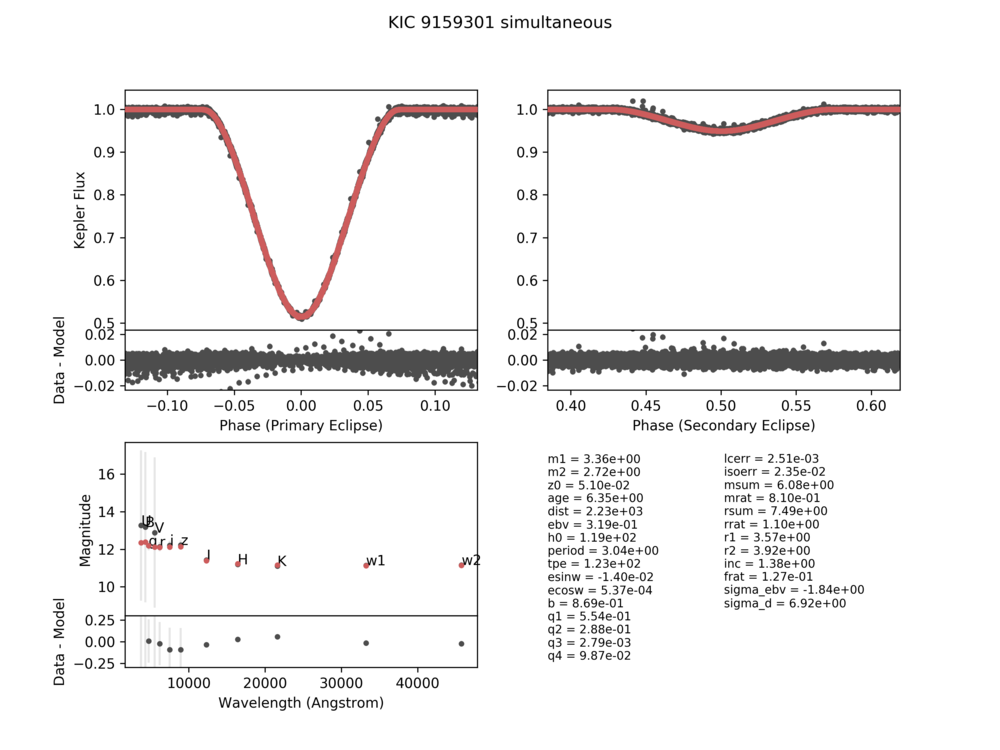 KIC 9159301 simultaneous
1.0
0.9
0.8
0.7
0.6
0.5
Kepler Flux
0.02
0.00
−0.02
Data - Model
−0.10 −0.05 0.00 0.05 0.10
Phase (Primary Eclipse)
1.0
0.9
0.8
0.7
0.6
0.5
0.02
0.00
−0.02
0.40 0.45 0.50 0.55 0.60
Phase (Secondary Eclipse)
16
14
12
10
Magnitude
U B V
g r i z
J H K w1 w2
0.25
0.00
−0.25
Data - Model
10000 20000 30000 40000
Wavelength (Angstrom)
m1 = 3.36e+00
m2 = 2.72e+00
z0 = 5.10e-02
age = 6.35e+00
dist = 2.23e+03
ebv = 3.19e-01
h0 = 1.19e+02
period = 3.04e+00
tpe = 1.23e+02
esinw = -1.40e-02
ecosw = 5.37e-04
b = 8.69e-01
q1 = 5.54e-01
q2 = 2.88e-01
q3 = 2.79e-03
q4 = 9.87e-02
lcerr = 2.51e-03
isoerr = 2.35e-02
msum = 6.08e+00
mrat = 8.10e-01
rsum = 7.49e+00
rrat = 1.10e+00
r1 = 3.57e+00
r2 = 3.92e+00
inc = 1.38e+00
frat = 1.27e-01
sigma_ebv = -1.84e+00
sigma_d = 6.92e+00